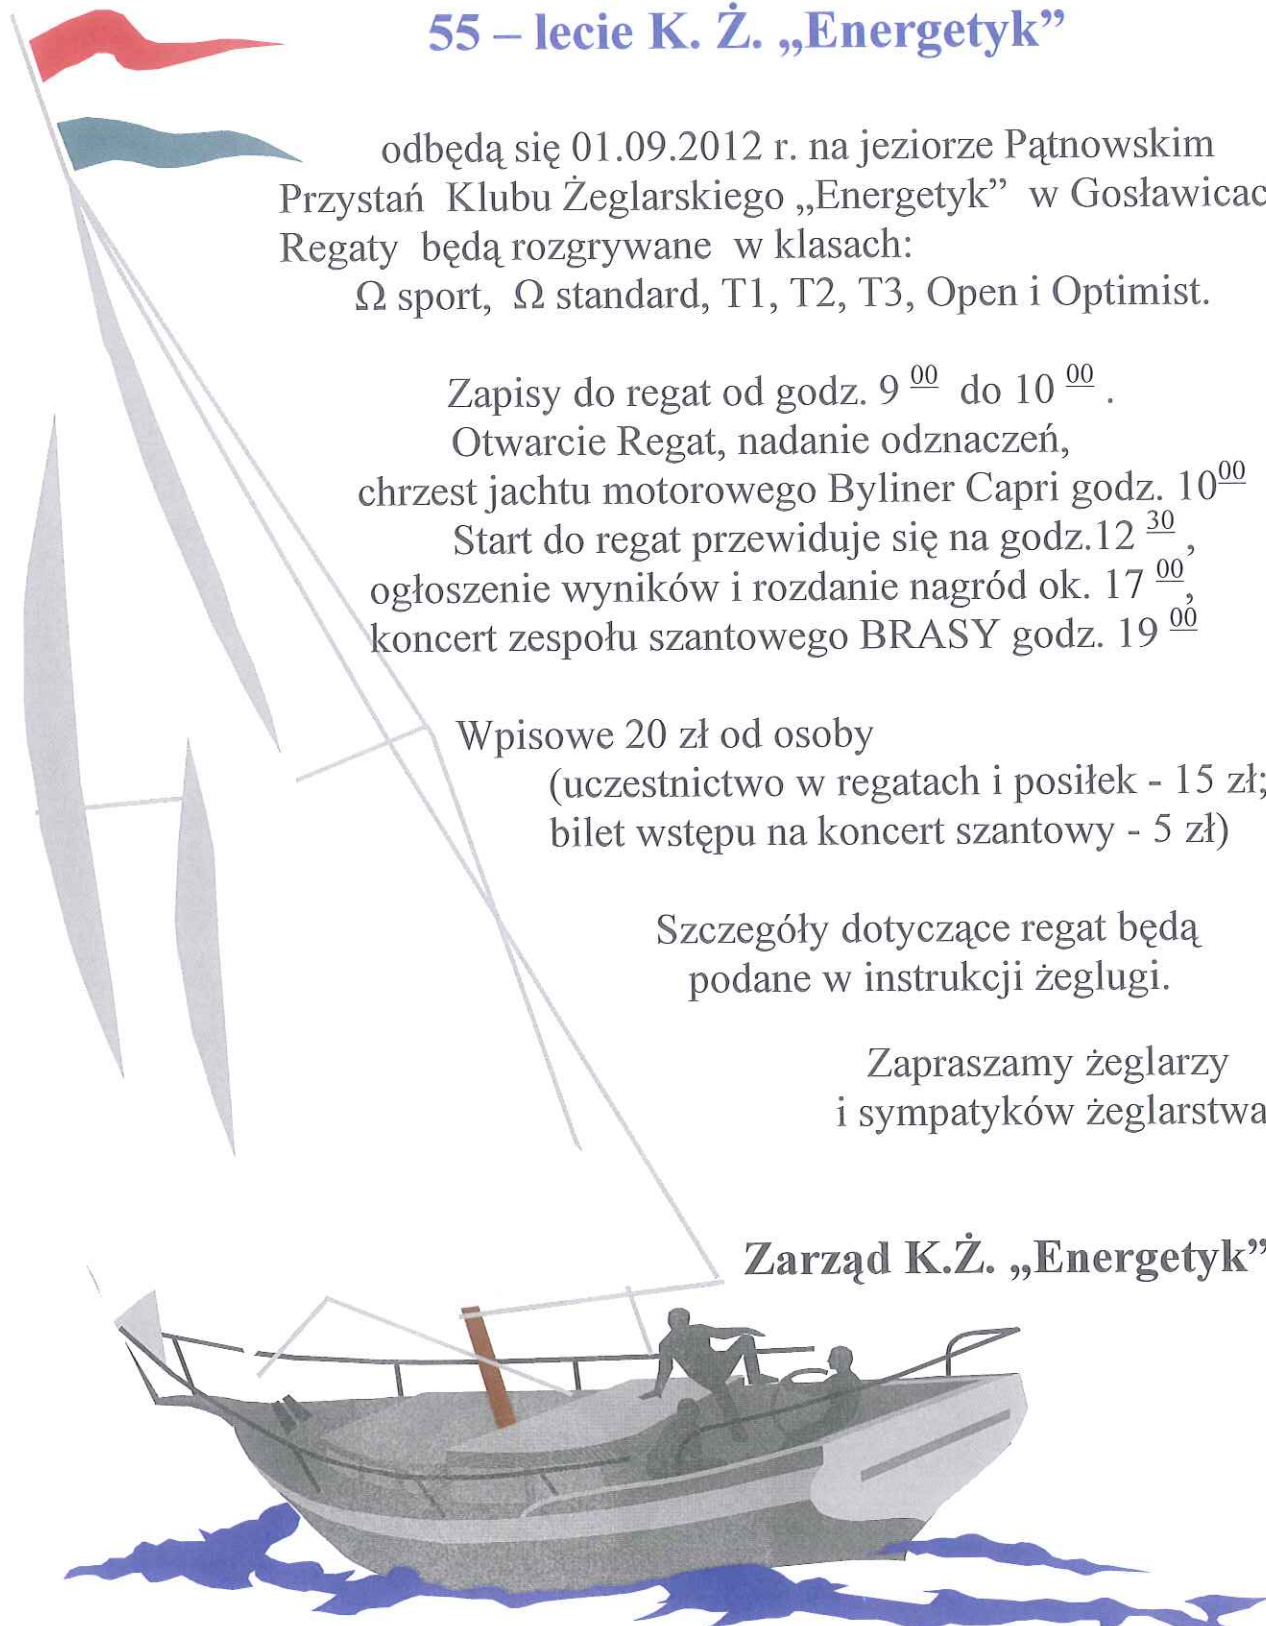 55 – lecie K. Ż. „Energetyk”
odbędą się 01.09.2012 r. na jeziorze Pątnowskim
Przystań Klubu Żeglarskiego „Energetyk” w Gosławicac
Regaty będą rozgrywane w klasach:
Ω sport, Ω standard, T1, T2, T3, Open i Optimist.
Zapisy do regat od godz. 9 00 do 10 00 .
Otwarcie Regat, nadanie odznaczeń,
chrzest jachtu motorowego Byliner Capri godz. 1000
Start do regat przewiduje się na godz.12 30 ,
ogłoszenie wyników i rozdanie nagród ok. 17 00,
koncert zespołu szantowego BRASY godz. 19 00
Wpisowe 20 zł od osoby
(uczestnictwo w regatach i posiłek - 15 zł;
bilet wstępu na koncert szantowy - 5 zł)
Szczegóły dotyczące regat będą
podane w instrukcji żeglugi.
Zapraszamy żeglarzy
i sympatyków żeglarstwa
Zarząd K.Ż. „Energetyk”